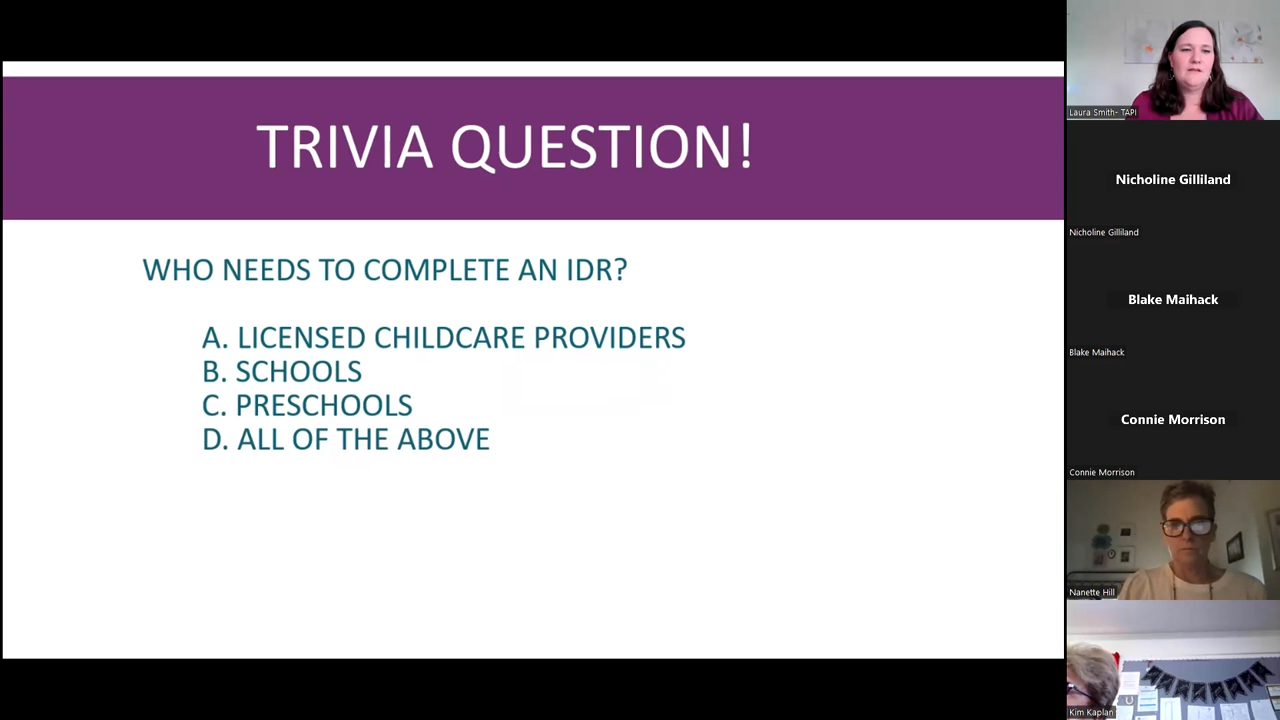 TRIVIA QUESTION!
WHO NEEDS TO COMPLETE AN IDR?
A. LICENSED CHILDCARE PROVIDERS
B. SCHOOLS
C. PRESCHOOLS
D. ALL OF THE ABOVE
Laura Smith- TAPI
Nicholine Gilliland
Nicholine Gilliland
Blake Maihack
Blake Maihack
Connie Morrison
Connie Morrison
Nanette Hill
Kim Kaplan